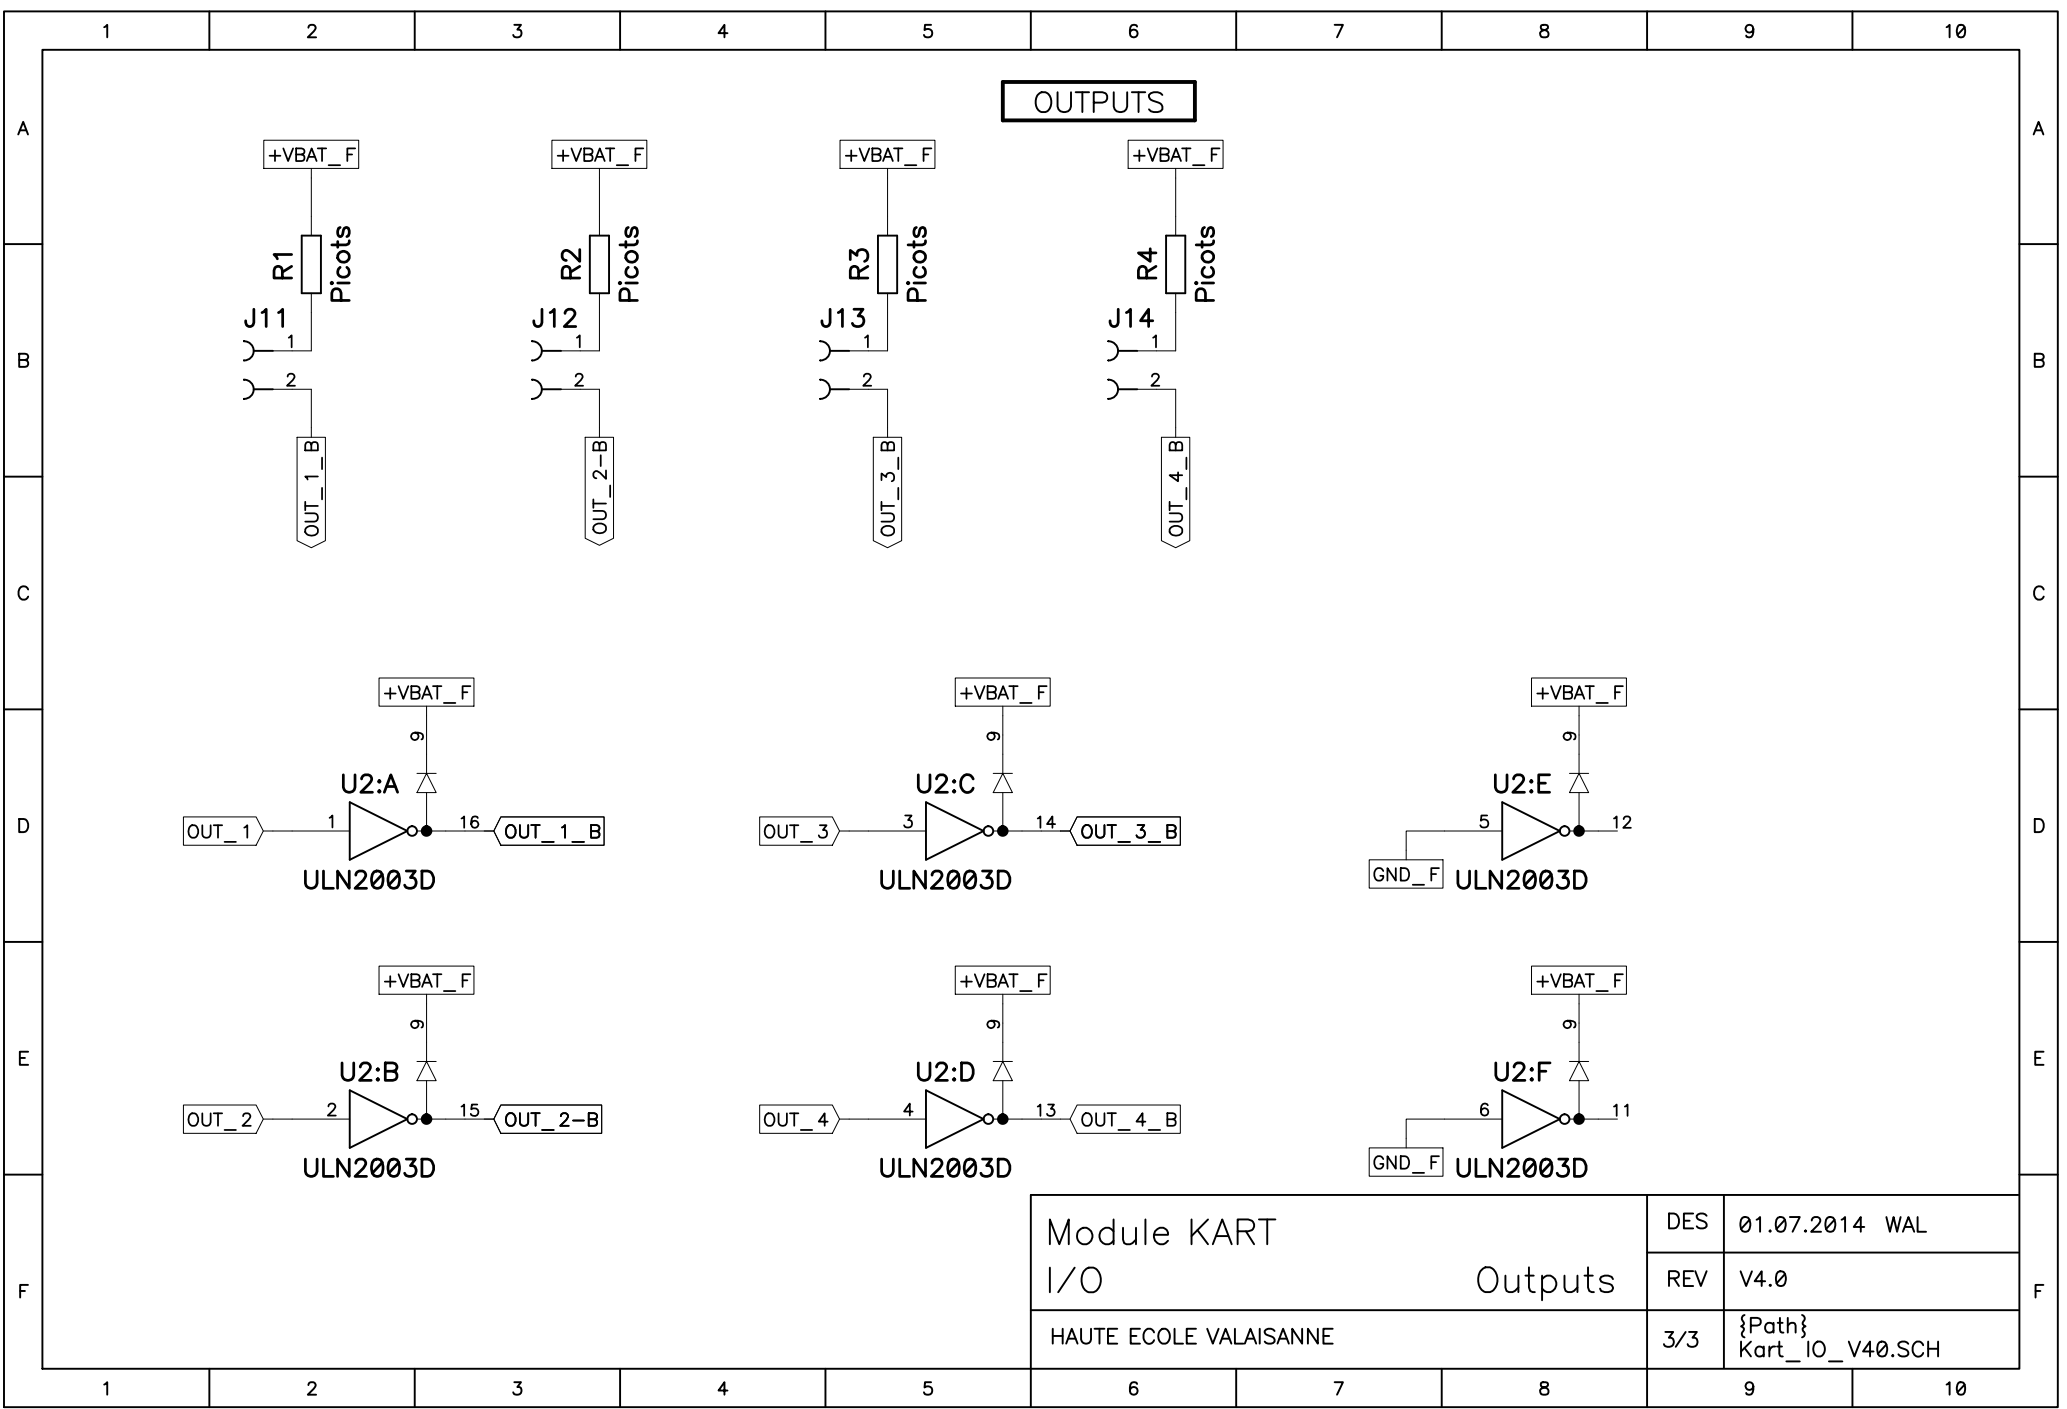 1 2 3 4 5 6 7 8 9 10
OUTPUTS
A A
+VBAT_F +VBAT_F +VBAT_F +VBAT_F
R1 Picots R2 Picots R3 Picots R4 Picots
J11 J12 J13 J14
1 1 1 1
B B
2 2 2 2
OUT_1_B OUT_2-B OUT_3_B OUT_4_B
C C
+VBAT_F +VBAT_F +VBAT_F
9 9 9
U2:A U2:C U2:E
D D
OUT_1 1 16 OUT_1_B OUT_3 3 14 OUT_3_B 5 12
GND_F
ULN2003D ULN2003D ULN2003D
+VBAT_F +VBAT_F +VBAT_F
9 9 9
E E
U2:B U2:D U2:F
OUT_2 2 15 OUT_2-B OUT_4 4 13 OUT_4_B 6 11
GND_F
ULN2003D ULN2003D ULN2003D
Module KART DES 01.07.2014 WAL
I/O Outputs REV V4.0
F F
HAUTE ECOLE VALAISANNE 3/3 {Path}
Kart_IO_V40.SCH
1 2 3 4 5 6 7 8 9 10